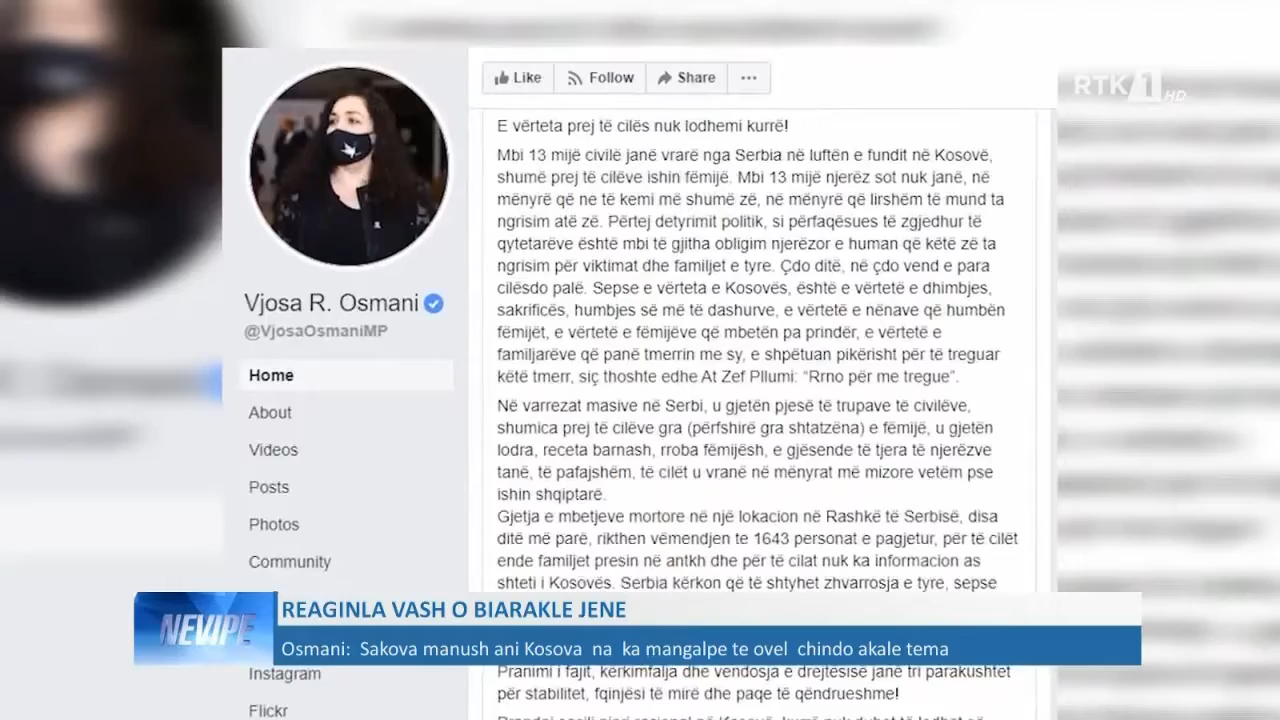 Like
Follow
Share
RTK 1 HD
E vërteta prej të cilës nuk lodhemi kurrë!
Mbi 13 mijë civilë janë vrarë nga Serbia në luftën e fundit në Kosovë,
shumë prej të cilëve ishin fëmijë. Mbi 13 mijë njerëz sot nuk janë, në
mënyrë që ne të kemi më shumë zë, në mënyrë që lirshëm të mund ta
ngrisim atë zë. Përtej detyrimit politik, si përfaqësues të zgjedhur të
qytetarëve është mbi të gjitha obligim njerëzor e human që këtë zë ta
ngrisim për viktimat dhe familjet e tyre. Çdo ditë, në çdo vend e para
cilësdo palë. Sepse e vërteta e Kosovës, është e vërtetë e dhimbjes,
sakrificës, humbjes së më të dashurve, e vërtetë e nënave që humbën
fëmijët, e vërtetë e fëmijëve që mbetën pa prindër, e vërtetë e
familjarëve që panë tmerrin me sy, e shpëtuan pikërisht për të treguar
këtë tmerr, siç thoshte edhe At Zef Pllumi: "Rrno për me tregue".
Në varrezat masive në Serbi, u gjetën pjesë të trupave të civilëve,
shumica prej të cilëve gra (përfshirë gra shtatzëna) e fëmijë, u gjetën
lodra, receta barnash, rroba fëmijësh, e gjësende të tjera të njerëzve
tanë, të pafajshëm, të cilët u vranë në mënyrat më mizore vetëm pse
ishin shqiptarë.
Gjetja e mbetjeve mortore në një lokacion në Rashkë të Serbisë, disa
ditë më parë, rikthen vëmendjen te 1643 personat e pagjetur, për të cilët
ende familjet presin në ankth dhe për të cilat nuk ka informacion as
shteti i Kosovës. Serbia kërkon që të shtyhet zhvarrosja e tyre, sepse
Vjosa R. Osmani
@VjosaOsmaniMP
Home
About
Videos
Posts
Photos
Community
NEVIPE
REAGINLA VASH O BIARAKLE JENE
Osmani: Sakova manush ani Kosova na ka mangalpe te ovel chindo akale tema
Instagram
Flickr
Pranimi i fajit, kërkimfalja dhe vendosja e drejtësisë janë tri parakushtet
për stabilitet, fqinjësi të mirë dhe paqe të qëndrueshme!